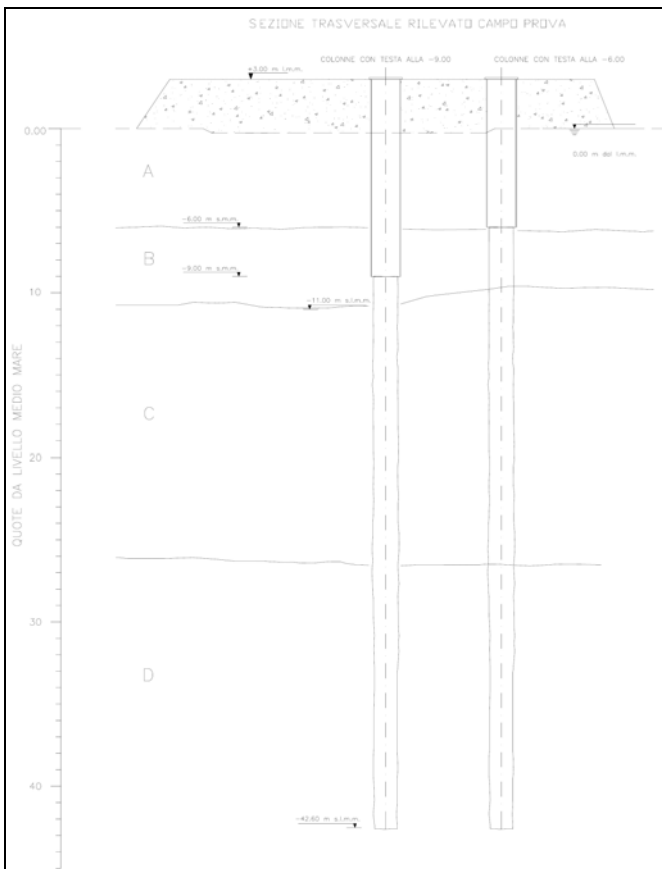 SEZIONE TRASVERSALE RILEVATO CAMPO PROVA
COLONNE CON TESTA ALLA -9.00
COLONNE CON TESTA ALLA -6.00
+3.00 m l.m.m.
0.00
0.00 m dal l.m.m.
A
-6.00 m s.m.m.
B
-9.00 m s.m.m.
10
-11.00 m s.l.m.m.
C
QUOTE DA LIVELLO MEDIO MARE
20
30
D
40
-42.60 m s.l.m.m.